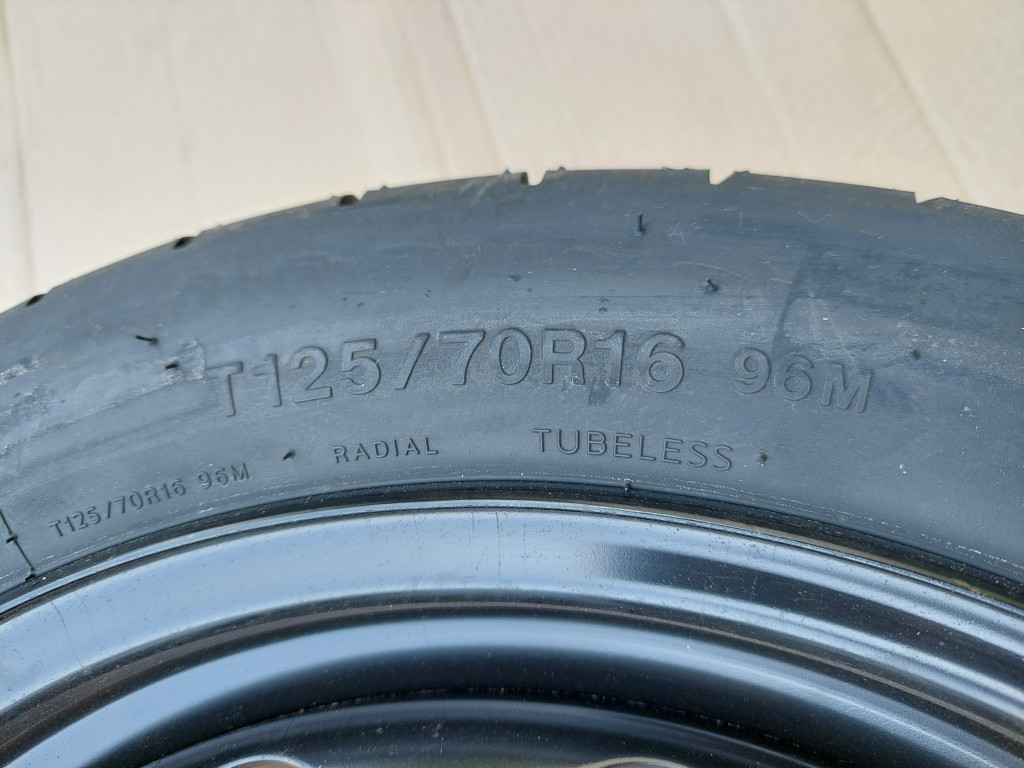 T125/70R16 96M
T125/70R16 96M RADIAL TUBELESS